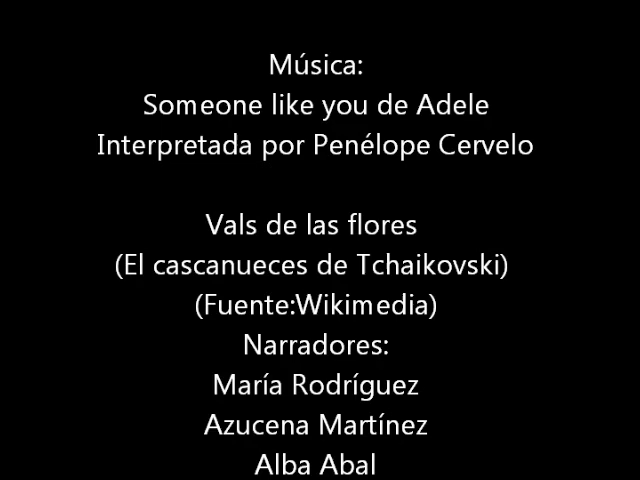 Música:
Someone like you de Adele
Interpretada por Penélope Cervelo
Vals de las flores
(El cascanueces de Tchaikovski)
(Fuente:Wikimedia)
Narradores:
María Rodríguez
Azucena Martínez
Alba Abal